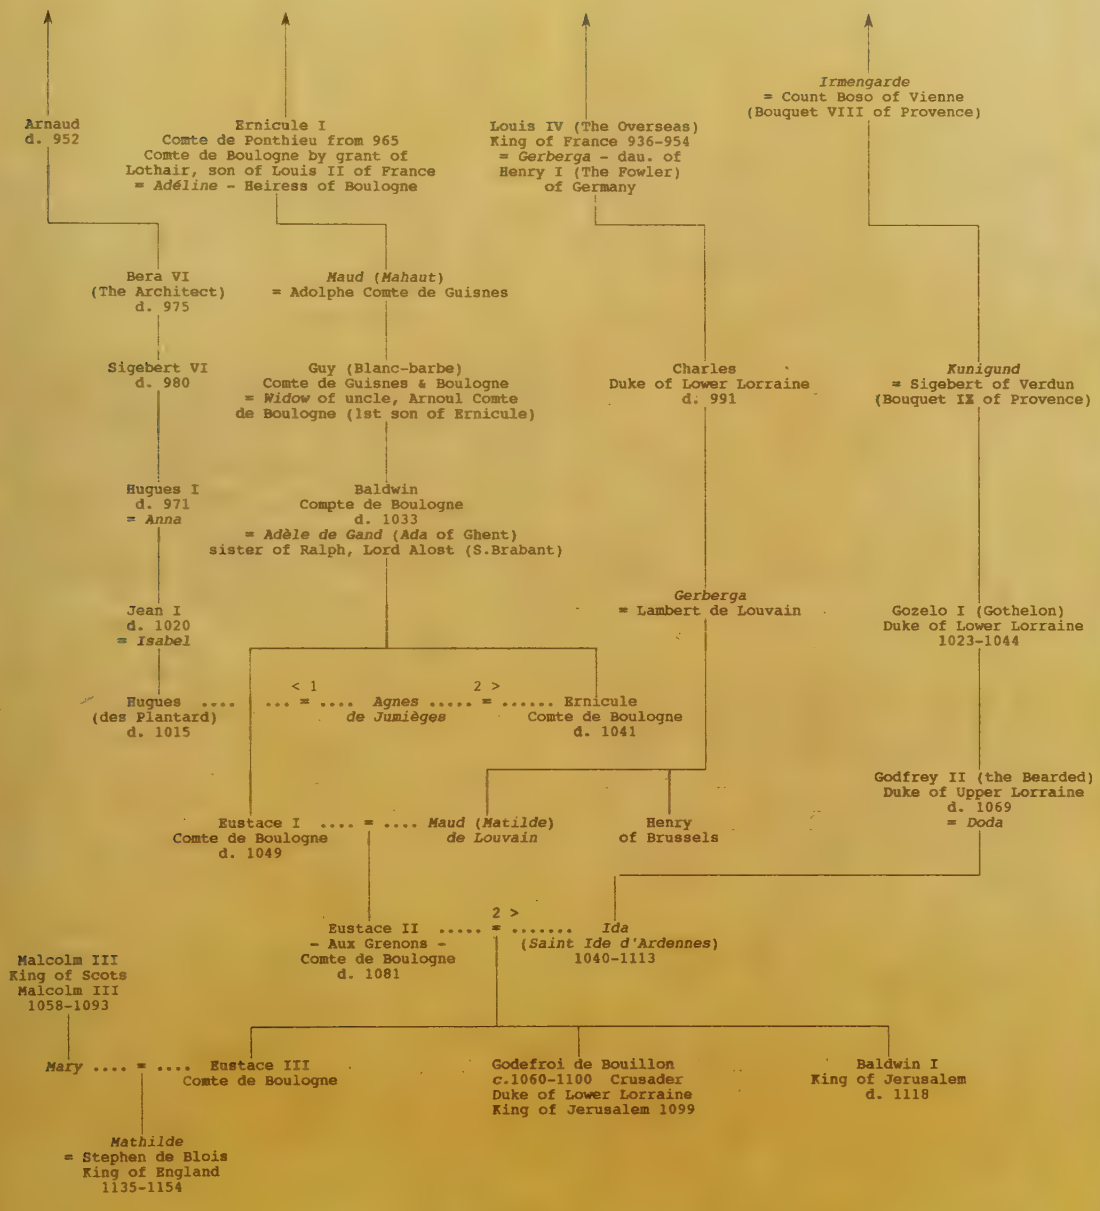 Irmengarde
= Count Boso of Vienne
(Bouquet VIII of Provence)
Arnaud
d. 952
Ernicule I
Comte de Ponthieu from 965
Comte de Boulogne by grant of
Lothair, son of Louis II of France
= Adéline - Heiress of Boulogne
Louis IV (The Overseas)
King of France 936-954
= Gerberga - dau. of
Henry I (The Fowler)
of Germany
Bera VI
(The Architect)
d. 975
Maud (Mahaut)
= Adolphe Comte de Guisnes
Sigebert VI
d. 980
Guy (Blanc-barbe)
Comte de Guisnes & Boulogne
= Widow of uncle, Arnoul Comte
de Boulogne (1st son of Ernicule)
Charles
Duke of Lower Lorraine
d. 991
Kunigund
= Sigebert of Verdun
(Bouquet IX of Provence)
Hugues I
d. 971
= Anna
Baldwin
Compte de Boulogne
d. 1033
= Adèle de Gand (Ada of Ghent)
sister of Ralph, Lord Alost (S.Brabant)
Jean I
d. 1020
= Isabel
Gerberga
= Lambert de Louvain
Gozelo I (Gothelon)
Duke of Lower Lorraine
1023-1044
< 1 2 >
Hugues .... ... = .... Agnes ..... = ...... Ernicule
(des Plantard) de Jumièges Comte de Boulogne
d. 1015 d. 1041
Godfrey II (the Bearded)
Duke of Upper Lorraine
d. 1069
= Doda
Eustace I .... = .... Maud (Matilde)
Comte de Boulogne de Louvain
d. 1049
Henry
of Brussels
2 >
Eustace II ..... = ....... Ida
- Aux Grenons - (Saint Ide d'Ardennes)
Comte de Boulogne 1040-1113
d. 1081
Malcolm III
King of Scots
Malcolm III
1058-1093
Mary .... = .... Eustace III
Comte de Boulogne
Godefroi de Bouillon
c.1060-1100 Crusader
Duke of Lower Lorraine
King of Jerusalem 1099
Baldwin I
King of Jerusalem
d. 1118
Mathilde
= Stephen de Blois
King of England
1135-1154